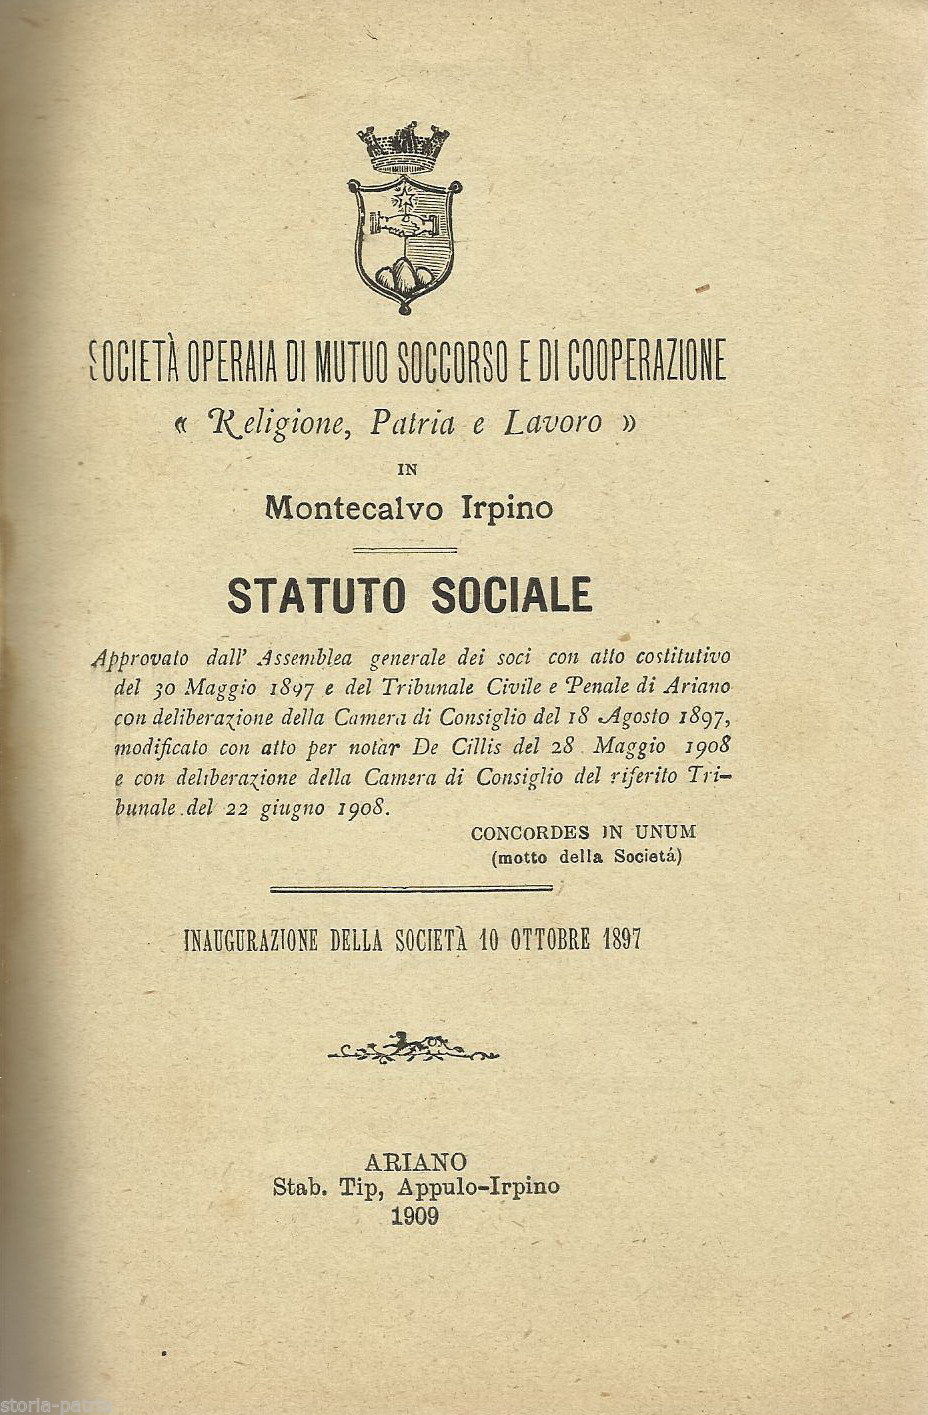 SOCIETÀ OPERAIA DI MUTUO SOCCORSO E DI COOPERAZIONE
« Religione, Patria e Lavoro »
IN
Montecalvo Irpino
STATUTO SOCIALE
Approvato dall' Assemblea generale dei soci con atto costitutivo
del 30 Maggio 1897 e del Tribunale Civile e Penale di Ariano
con deliberazione della Camera di Consiglio del 18 Agosto 1897,
modificato con atto per notar De Cillis del 28 Maggio 1908
e con deliberazione della Camera di Consiglio del riferito Tri-
bunale del 22 giugno 1908.
CONCORDES IN UNUM
(motto della Societá)
INAUGURAZIONE DELLA SOCIETÀ 10 OTTOBRE 1897
ARIANO
Stab. Tip, Appulo-Irpino
1909
storia-patria